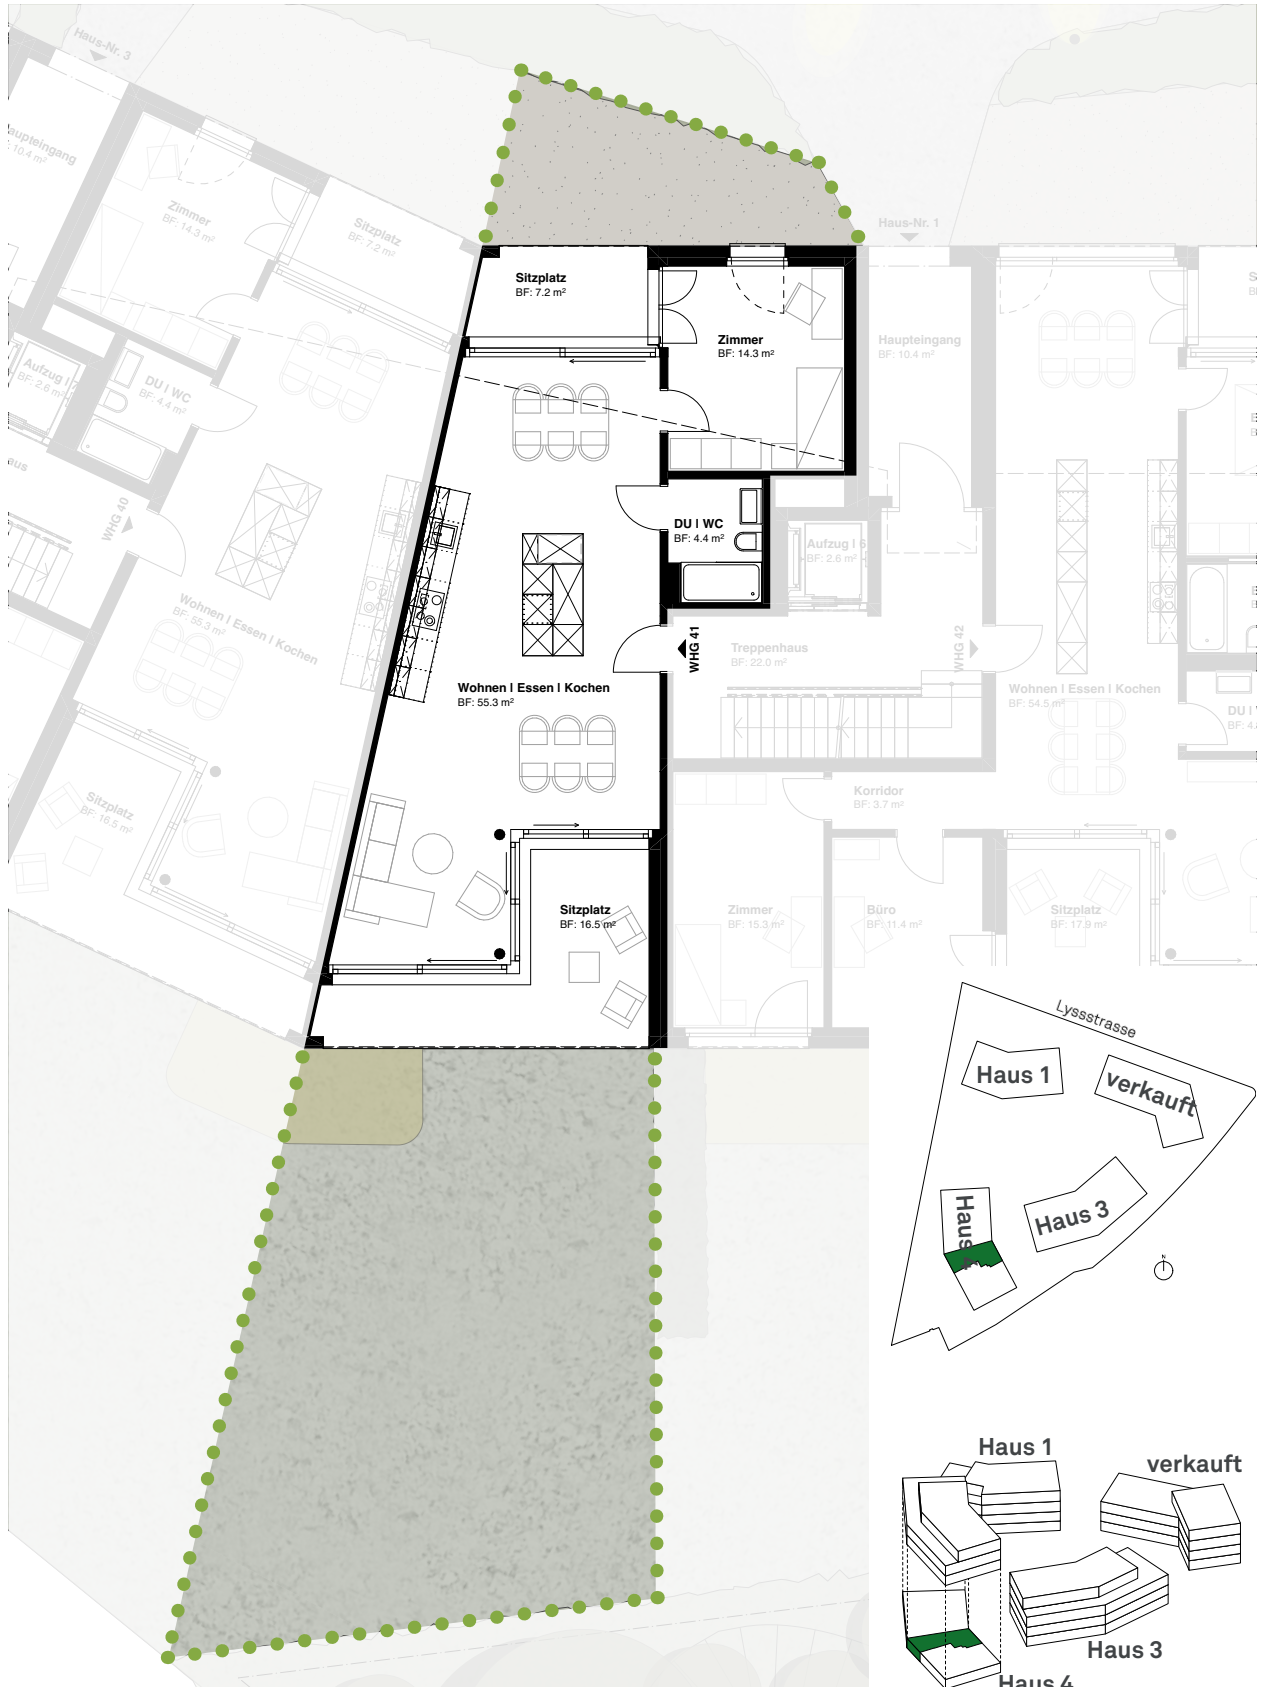 Haus-Nr. 3
Haupteingang
10.4 m²
Zimmer
BF: 14.3 m²
Sitzplatz
BF: 7.2 m²
Haus-Nr. 1
Sitzplatz
BF: 7.2 m²
Zimmer
BF: 14.3 m²
Haupteingang
BF: 10.4 m²
Aufzug I 7
BF: 2.6 m²
DU I WC
BF: 4.4 m²
WHG 40
DU I WC
BF: 4.4 m²
Aufzug I 6
BF: 2.6 m²
WHG 41
Treppenhaus
BF: 22.0 m²
WHG 42
Wohnen I Essen I Kochen
BF: 55.3 m²
Wohnen I Essen I Kochen
BF: 55.3 m²
Wohnen I Essen I Kochen
BF: 54.5 m²
DU I
BF: 4.
Korridor
BF: 3.7 m²
Sitzplatz
BF: 16.5 m²
Sitzplatz
BF: 16.5 m²
Zimmer
BF: 15.3 m²
Büro
BF: 11.4 m²
Sitzplatz
BF: 17.9 m²
Lyssstrasse
Haus 1
verkauft
Haus 4
Haus 3
N
Haus 1
verkauft
Haus 3
Haus 4